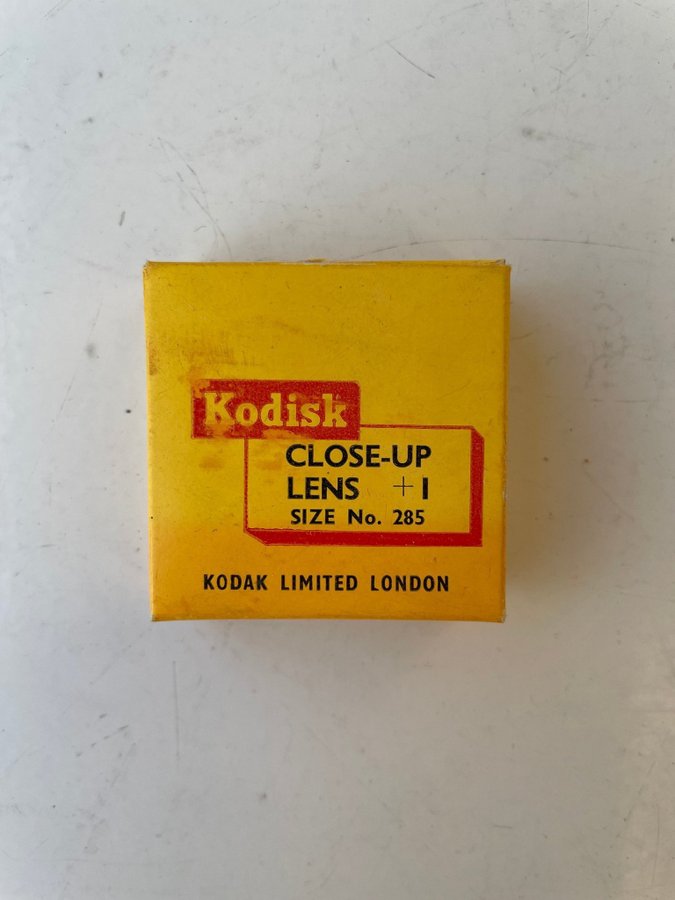 Kodisk
CLOSE-UP
LENS +1
SIZE No. 285
KODAK LIMITED LONDON